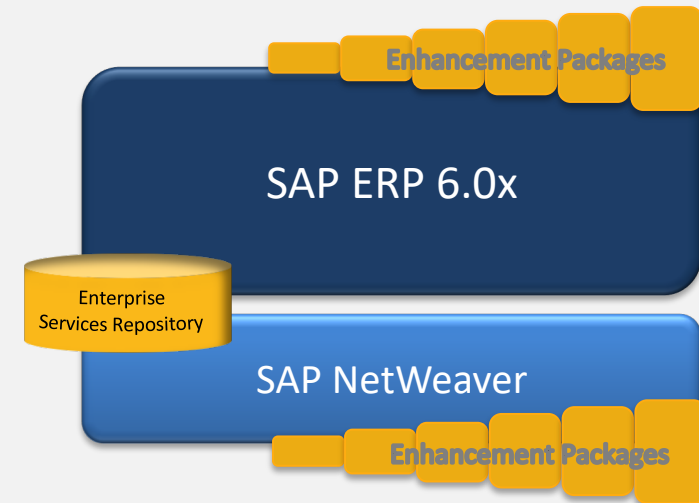 Enhancement Packages
SAP ERP 6.0x
Enterprise
Services Repository
SAP NetWeaver
Enhancement Packages